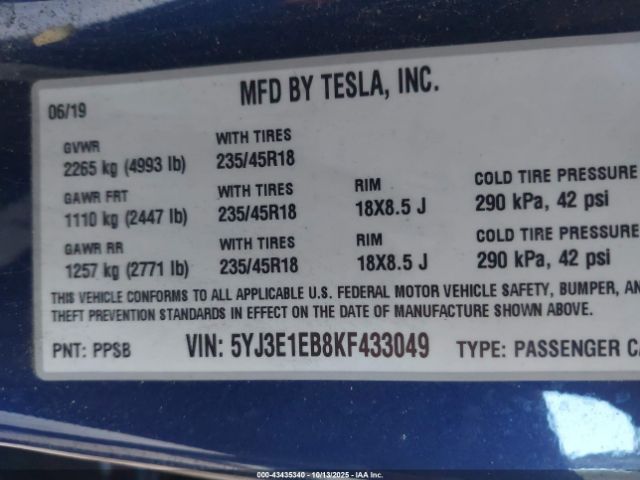 MFD BY TESLA, INC.
06/19
GVWR WITH TIRES
2265 kg (4993 lb) 235/45R18
GAWR FRT WITH TIRES RIM COLD TIRE PRESSURE
1110 kg (2447 lb) 235/45R18 18X8.5 J 290 kPa, 42 psi
GAWR RR WITH TIRES RIM COLD TIRE PRESSURE
1257 kg (2771 lb) 235/45R18 18X8.5 J 290 kPa, 42 psi
THIS VEHICLE CONFORMS TO ALL APPLICABLE U.S. FEDERAL MOTOR VEHICLE SAFETY, BUMPER, AN
THEFT PREVENTION STANDARDS IN EFFECT ON THE DATE OF MANUFACTURE SHOWN ABOVE.
PNT: PPSB VIN: 5YJ3E1EB8KF433049 TYPE: PASSENGER CA
00-43435340 - 10/13/2025 - IAA Inc.